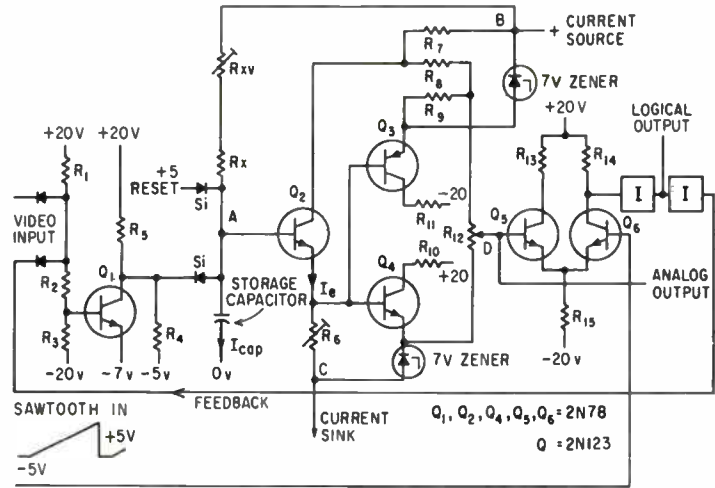 B
+ CURRENT SOURCE
R7
R8
R9
7V ZENER
Rxv
+20V
+20V
R1
R5
Rx
+5
RESET
Si
A
Q2
Q3
-20
R11
R12
D
+20V
R13
R14
LOGICAL
OUTPUT
I
I
Q5
Q6
VIDEO
INPUT
R2
Q1
Si
STORAGE
CAPACITOR
Ie
Q4
R10
+20
ANALOG
OUTPUT
R3
R4
Icap
R6
R15
7V ZENER
-20V
-7V
-5V
0V
C
-20V
FEEDBACK
CURRENT
SINK
SAWTOOTH IN
+5V
-5V
Q1, Q2, Q4, Q5, Q6 = 2N78
Q = 2N123